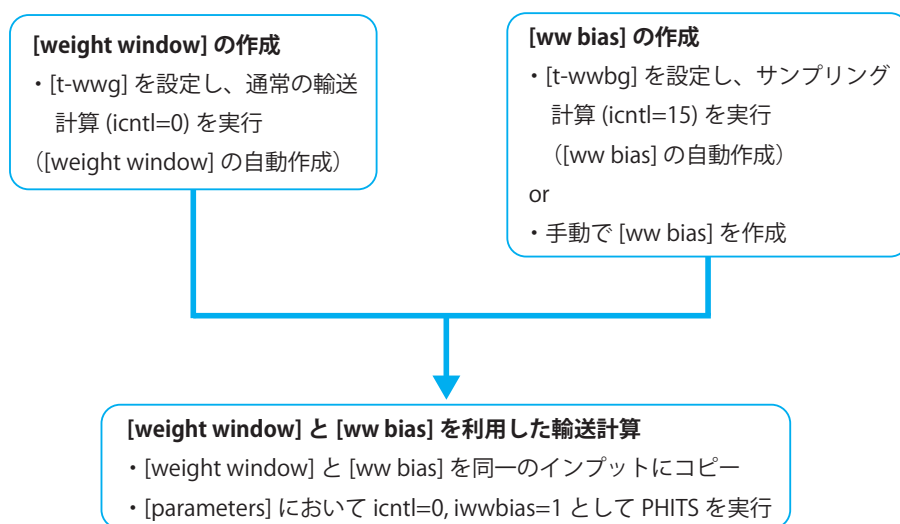 [weight window] の作成
・[t-wwg] を設定し、通常の輸送
計算 (icntl=0) を実行
（[weight window] の自動作成）
[ww bias] の作成
・[t-wwbg] を設定し、サンプリング
計算 (icntl=15) を実行
（[ww bias] の自動作成）
or
・手動で [ww bias] を作成
[weight window] と [ww bias] を利用した輸送計算
・[weight window] と [ww bias] を同一のインプットにコピー
・[parameters] において icntl=0, iwwbias=1 として PHITS を実行